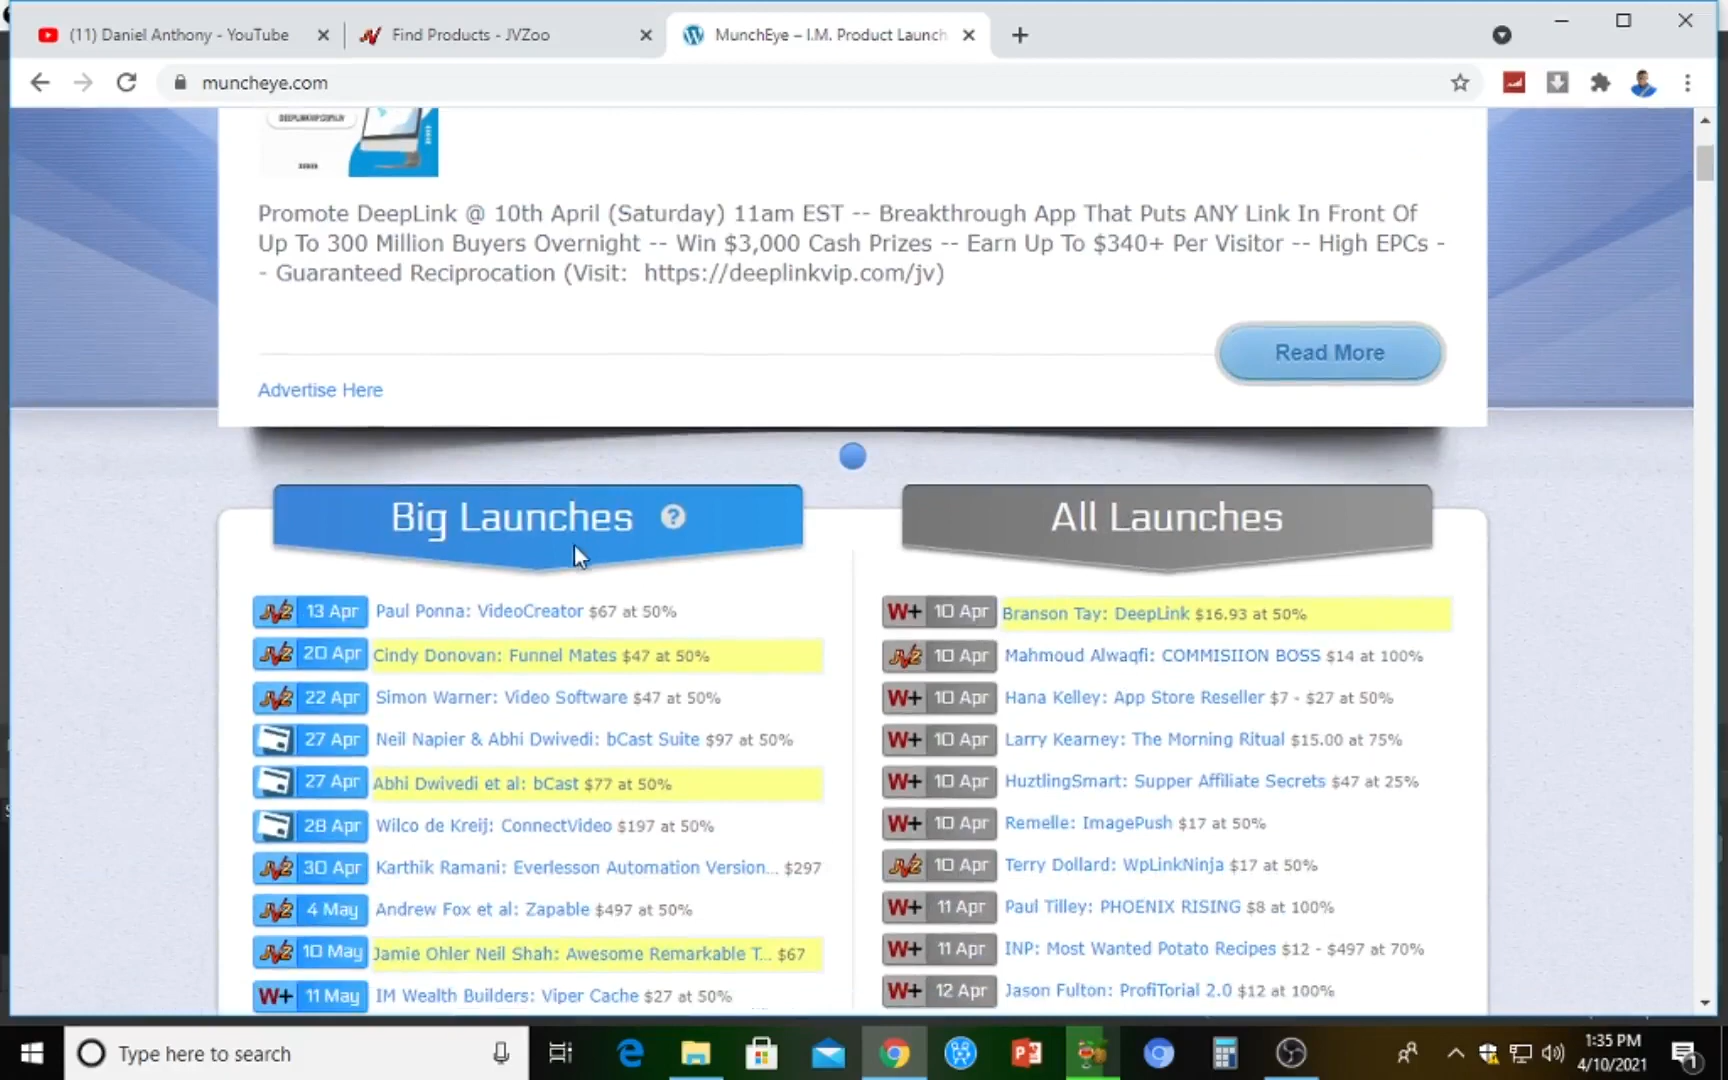 (11) Daniel Anthony - YouTube
Find Products - JVZoo
MunchEye – I.M. Product Launch
muncheye.com
DEEPLINKVIP.COM/JV
Promote DeepLink @ 10th April (Saturday) 11am EST -- Breakthrough App That Puts ANY Link In Front Of
Up To 300 Million Buyers Overnight -- Win $3,000 Cash Prizes -- Earn Up To $340+ Per Visitor -- High EPCs -
- Guaranteed Reciprocation (Visit: https://deeplinkvip.com/jv)
Read More
Advertise Here
Big Launches ?
JVZ 13 Apr Paul Ponna: VideoCreator $67 at 50%
JVZ 20 Apr Cindy Donovan: Funnel Mates $47 at 50%
JVZ 22 Apr Simon Warner: Video Software $47 at 50%
27 Apr Neil Napier & Abhi Dwivedi: bCast Suite $97 at 50%
27 Apr Abhi Dwivedi et al: bCast $77 at 50%
28 Apr Wilco de Kreij: ConnectVideo $197 at 50%
JVZ 30 Apr Karthik Ramani: Everlesson Automation Version... $297
JVZ 4 May Andrew Fox et al: Zapable $497 at 50%
JVZ 10 May Jamie Ohler Neil Shah: Awesome Remarkable T... $67
W+ 11 May IM Wealth Builders: Viper Cache $27 at 50%
All Launches
W+ 10 Apr Branson Tay: DeepLink $16.93 at 50%
JVZ 10 Apr Mahmoud Alwaqfi: COMMISIION BOSS $14 at 100%
W+ 10 Apr Hana Kelley: App Store Reseller $7 - $27 at 50%
W+ 10 Apr Larry Kearney: The Morning Ritual $15.00 at 75%
W+ 10 Apr HuztlingSmart: Supper Affiliate Secrets $47 at 25%
W+ 10 Apr Remelle: ImagePush $17 at 50%
JVZ 10 Apr Terry Dollard: WpLinkNinja $17 at 50%
W+ 11 Apr Paul Tilley: PHOENIX RISING $8 at 100%
W+ 11 Apr INP: Most Wanted Potato Recipes $12 - $497 at 70%
W+ 12 Apr Jason Fulton: ProfiTorial 2.0 $12 at 100%
Type here to search
1:35 PM
4/10/2021
1